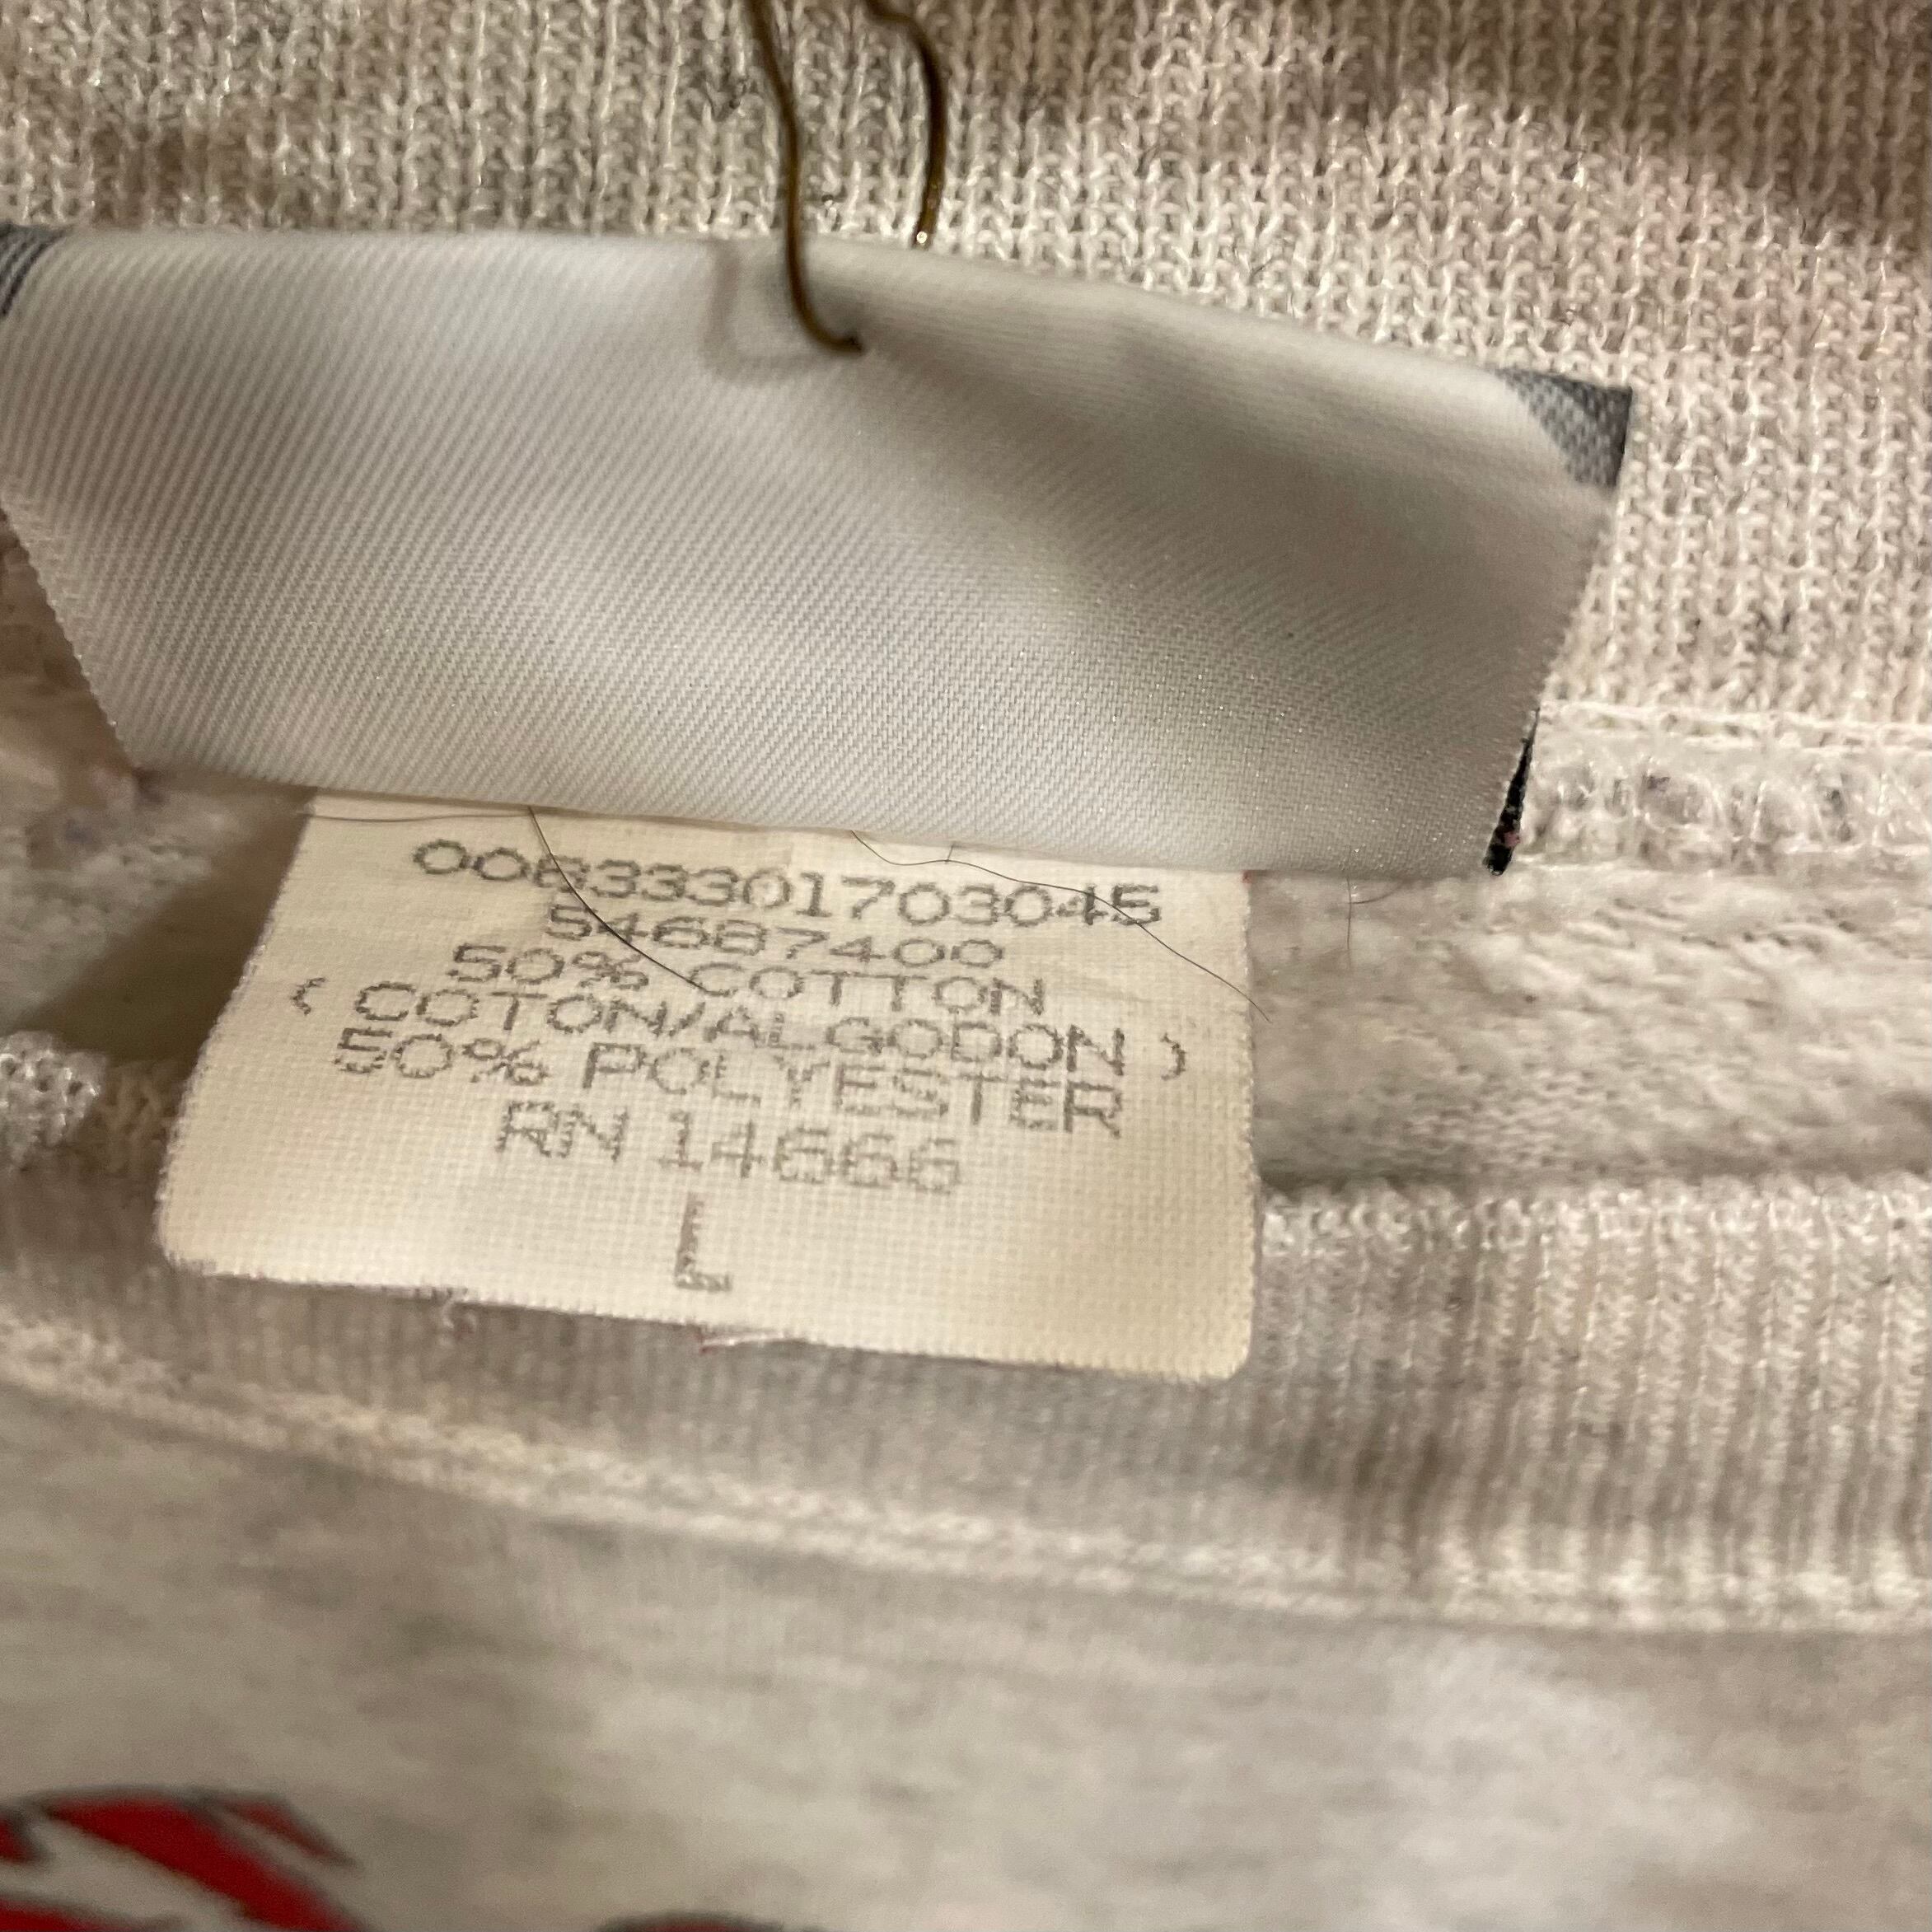 00833301703045
54687400
50% COTTON
( COTON/ALGODON )
50% POLYESTER
RN 14666
L